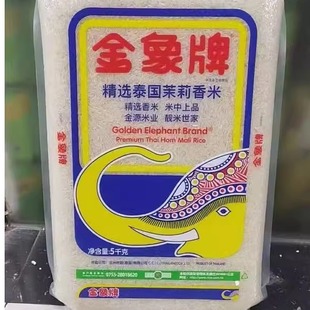 金象牌
精选泰国茉莉香米
精选香米 米中上品
金源米业 靓米世家
Golden Elephant Brand
Premium Thai Hom Mali Rice
金象牌
金象牌
净含量:5千克
金象牌